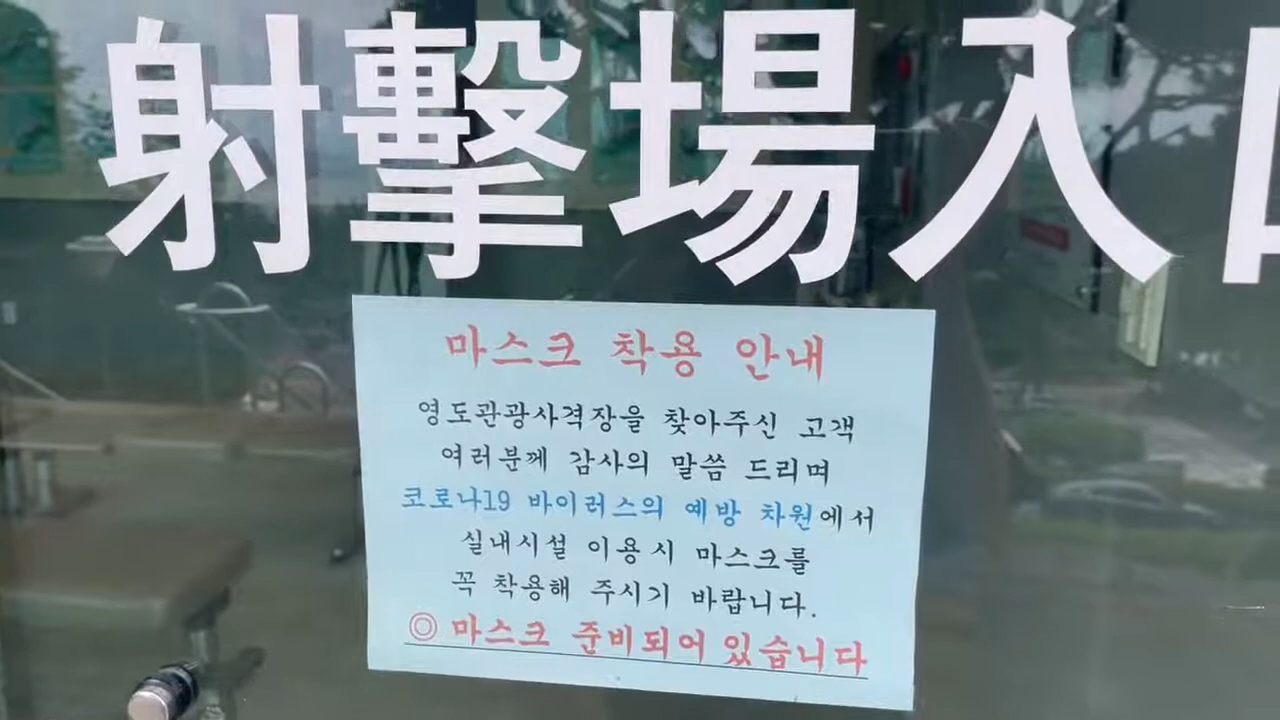 射撃場入口
마스크 착용 안내
영도관광사격장을 찾아주신 고객
여러분께 감사의 말씀 드리며
코로나19 바이러스의 예방 차원에서
실내시설 이용시 마스크를
꼭 착용해 주시기 바랍니다.
◎ 마스크 준비되어 있습니다